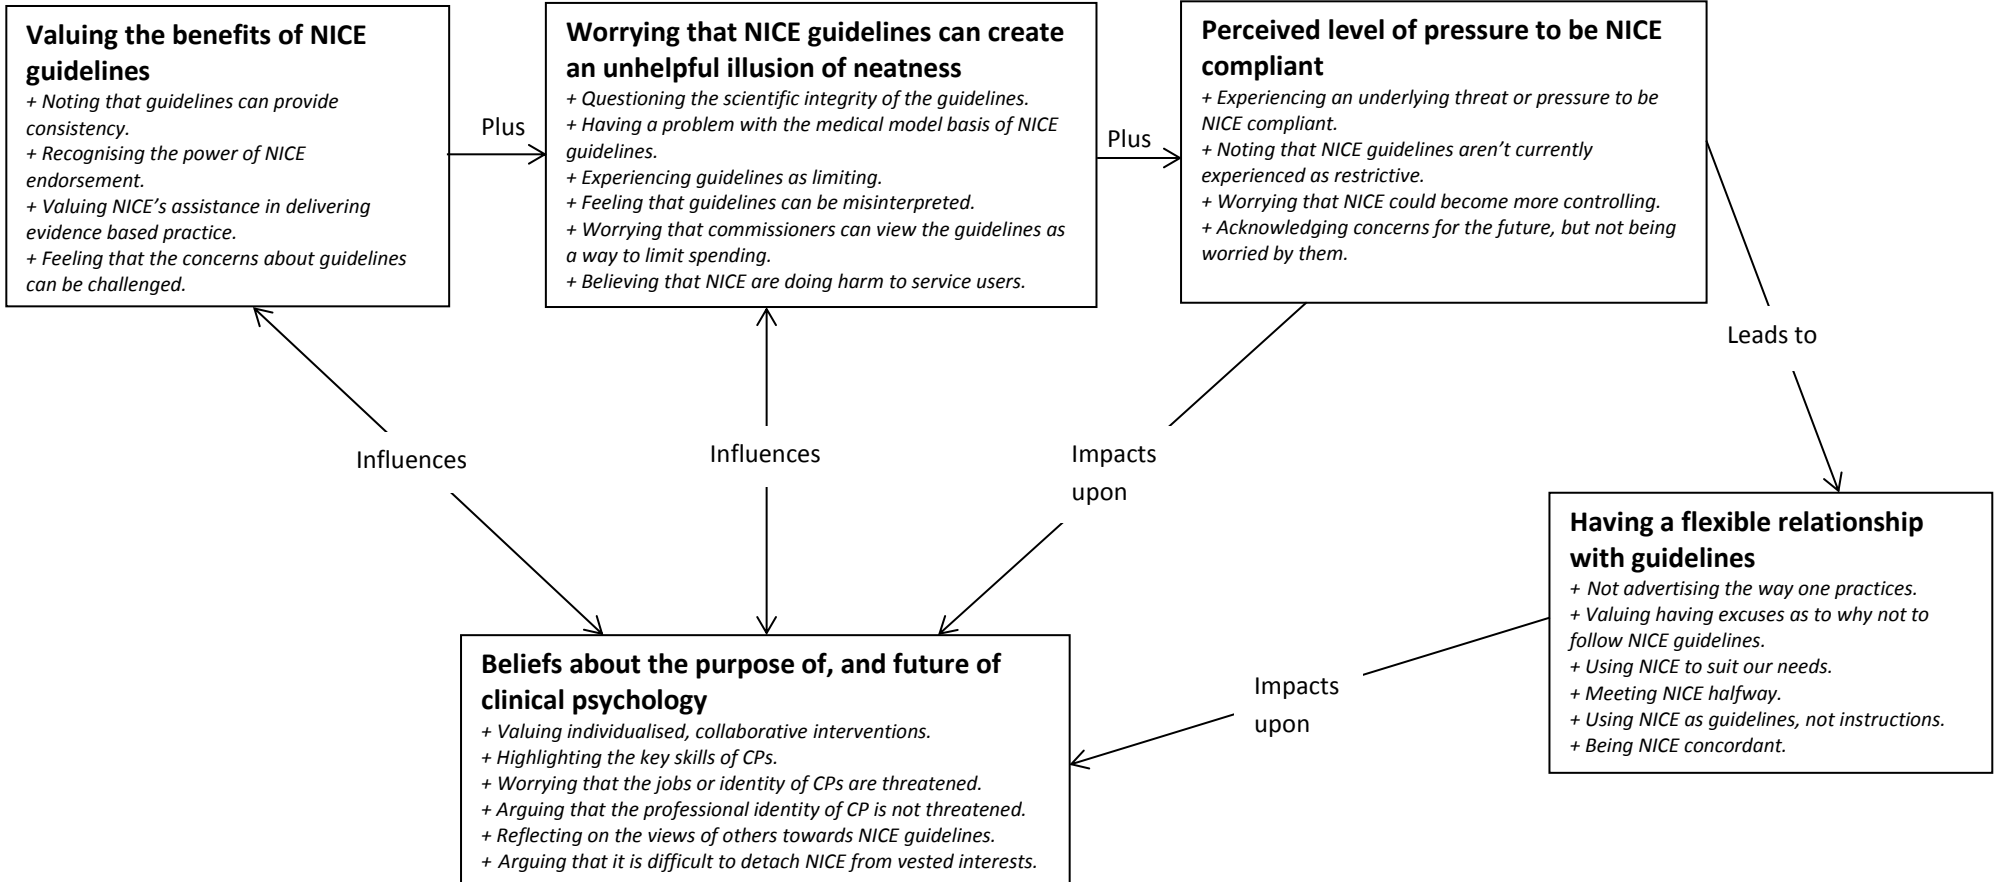 Valuing the benefits of NICE
guidelines
+ Noting that guidelines can provide
consistency.
+ Recognising the power of NICE
endorsement.
+ Valuing NICE’s assistance in delivering
evidence based practice.
+ Feeling that the concerns about guidelines
can be challenged.
Plus
Worrying that NICE guidelines can create
an unhelpful illusion of neatness
+ Questioning the scientific integrity of the guidelines.
+ Having a problem with the medical model basis of NICE
guidelines.
+ Experiencing guidelines as limiting.
+ Feeling that guidelines can be misinterpreted.
+ Worrying that commissioners can view the guidelines as
a way to limit spending.
+ Believing that NICE are doing harm to service users.
Plus
Perceived level of pressure to be NICE
compliant
+ Experiencing an underlying threat or pressure to be
NICE compliant.
+ Noting that NICE guidelines aren’t currently
experienced as restrictive.
+ Worrying that NICE could become more controlling.
+ Acknowledging concerns for the future, but not being
worried by them.
Leads to
Influences
Influences
Impacts
upon
Having a flexible relationship
with guidelines
+ Not advertising the way one practices.
+ Valuing having excuses as to why not to
follow NICE guidelines.
+ Using NICE to suit our needs.
+ Meeting NICE halfway.
+ Using NICE as guidelines, not instructions.
+ Being NICE concordant.
Impacts
upon
Beliefs about the purpose of, and future of
clinical psychology
+ Valuing individualised, collaborative interventions.
+ Highlighting the key skills of CPs.
+ Worrying that the jobs or identity of CPs are threatened.
+ Arguing that the professional identity of CP is not threatened.
+ Reflecting on the views of others towards NICE guidelines.
+ Arguing that it is difficult to detach NICE from vested interests.